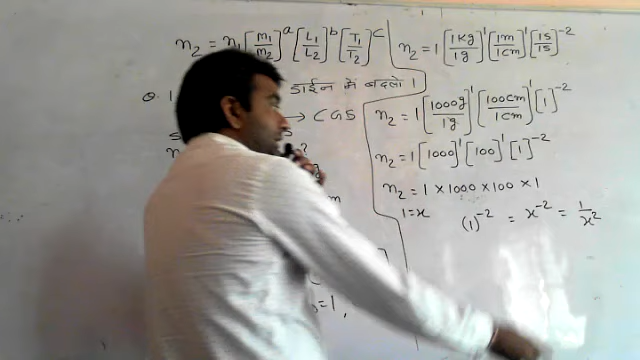 n₂ = n₁ [M₁/M₂]ᵃ [L₁/L₂]ᵇ [T₁/T₂]ᶜ
Q. 1 डाईन में बदलो ।
→ CGS
=1,
n₂ = 1 [1Kg/1g]¹ [1m/1cm]¹ [1s/1s]⁻²
n₂ = 1 [1000g/1g]¹ [100cm/1cm]¹ [1]⁻²
n₂ = 1 [1000]¹ [100]¹ [1]⁻²
n₂ = 1 × 1000 × 100 × 1
1=x (1)⁻² = x⁻² = 1/x²